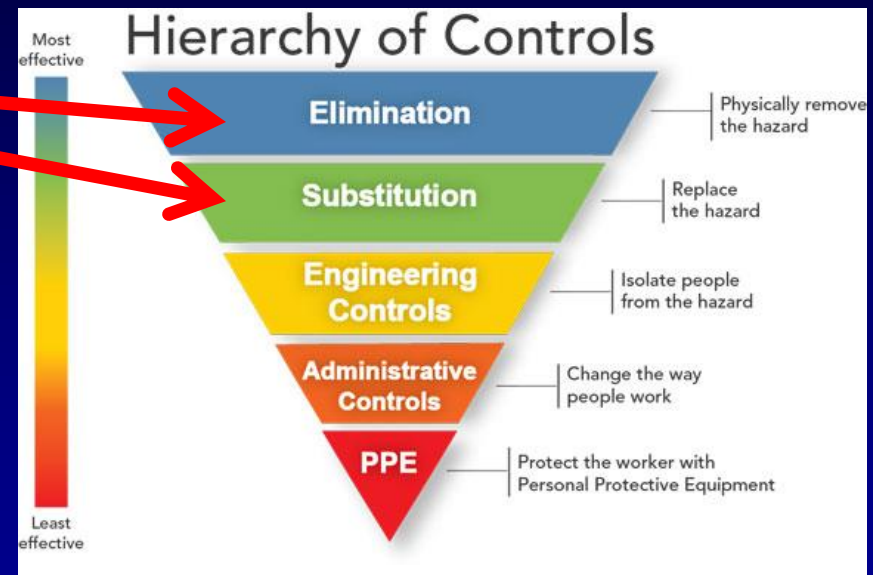 Hierarchy of Controls
Most
effective
Elimination
Physically remove
the hazard
Substitution
Replace
the hazard
Engineering
Controls
Isolate people
from the hazard
Administrative
Controls
Change the way
people work
PPE
Protect the worker with
Personal Protective Equipment
Least
effective